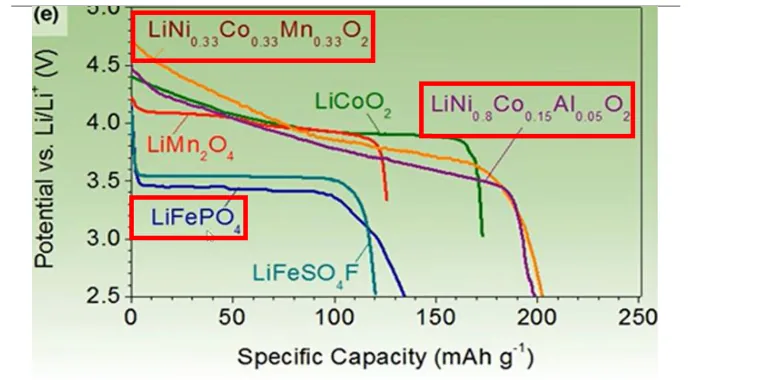 (e)
5.0
4.5
4.0
3.5
3.0
2.5
Potential vs. Li/Li⁺ (V)
LiNi₀.₃₃Co₀.₃₃Mn₀.₃₃O₂
LiCoO₂
LiNi₀.₈Co₀.₁₅Al₀.₀₅O₂
LiMn₂O₄
LiFePO₄
LiFeSO₄F
0 50 100 150 200 250
Specific Capacity (mAh g⁻¹)